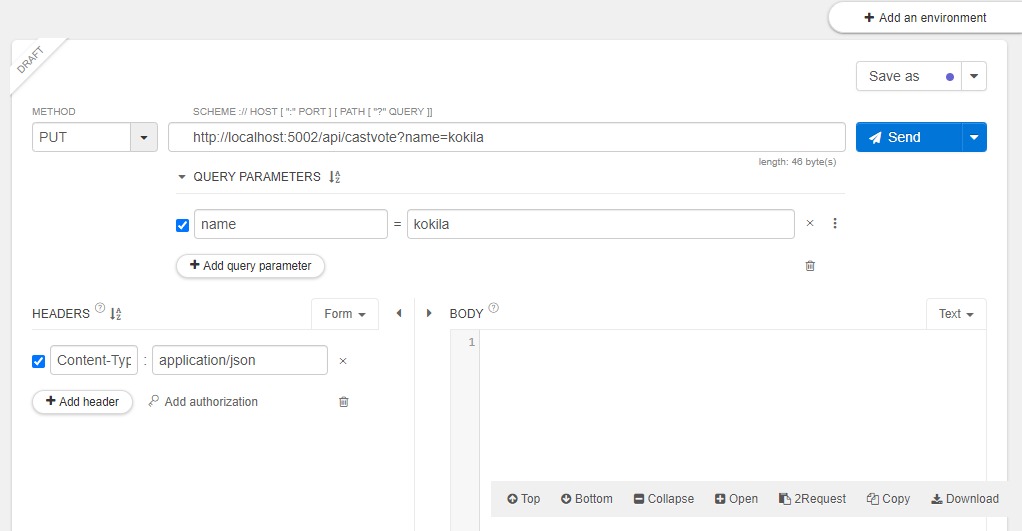 + Add an environment
DRAFT
Save as
METHOD
SCHEME :// HOST [ ":" PORT ] [ PATH [ "?" QUERY ]]
PUT
http://localhost:5002/api/castvote?name=kokila
Send
length: 46 byte(s)
QUERY PARAMETERS
name = kokila ×
+ Add query parameter
HEADERS ? Form
BODY ? Text
Content-Typ : application/json ×
1
+ Add header Add authorization
Top Bottom Collapse Open 2Request Copy Download